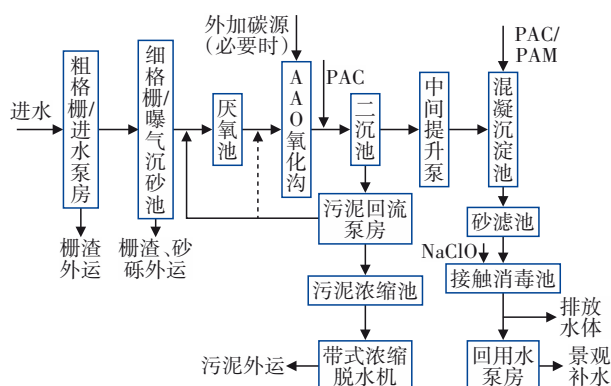 外加碳源
(必要时)
PAC/
PAM
进水
粗格栅/进水泵房
细格栅/曝气沉砂池
厌氧池
AAO氧化沟
PAC
二沉池
中间提升泵
混凝沉淀池
栅渣
外运
栅渣、砂
砾外运
污泥回流
泵房
砂滤池
NaClO
接触消毒池
污泥浓缩池
排放
水体
污泥外运
带式浓缩
脱水机
回用水
泵房
景观
补水